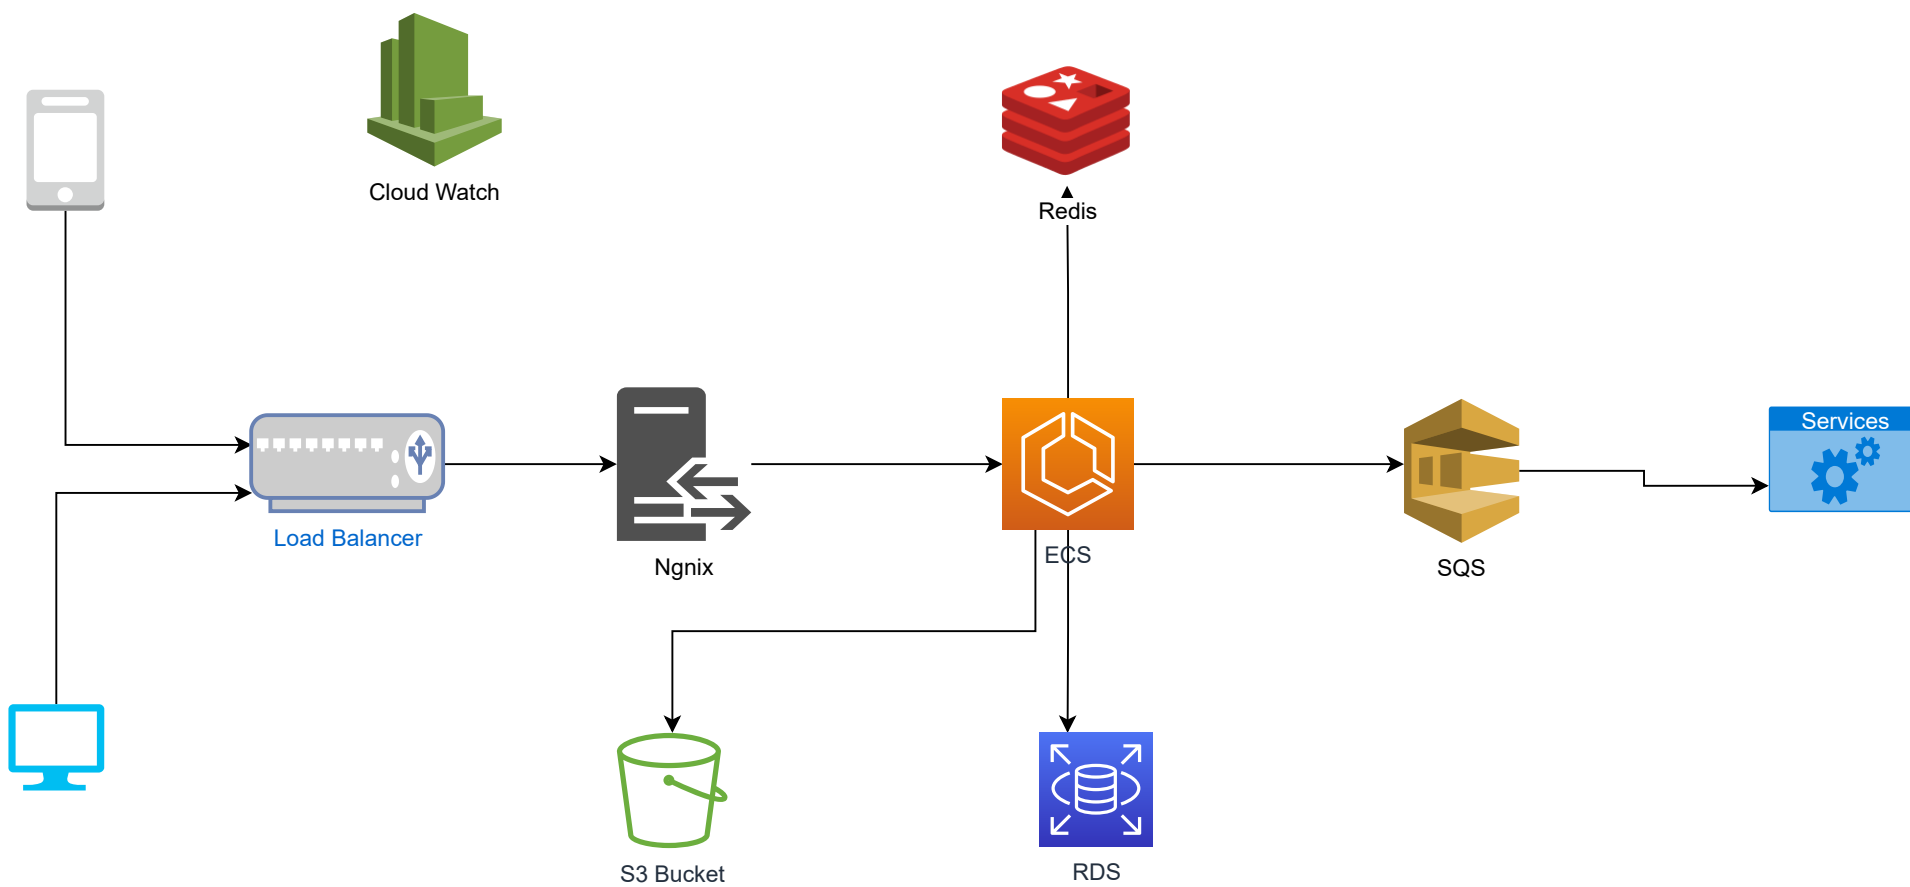 Cloud Watch
Redis
Services
Load Balancer
Ngnix
ECS
SQS
S3 Bucket
RDS